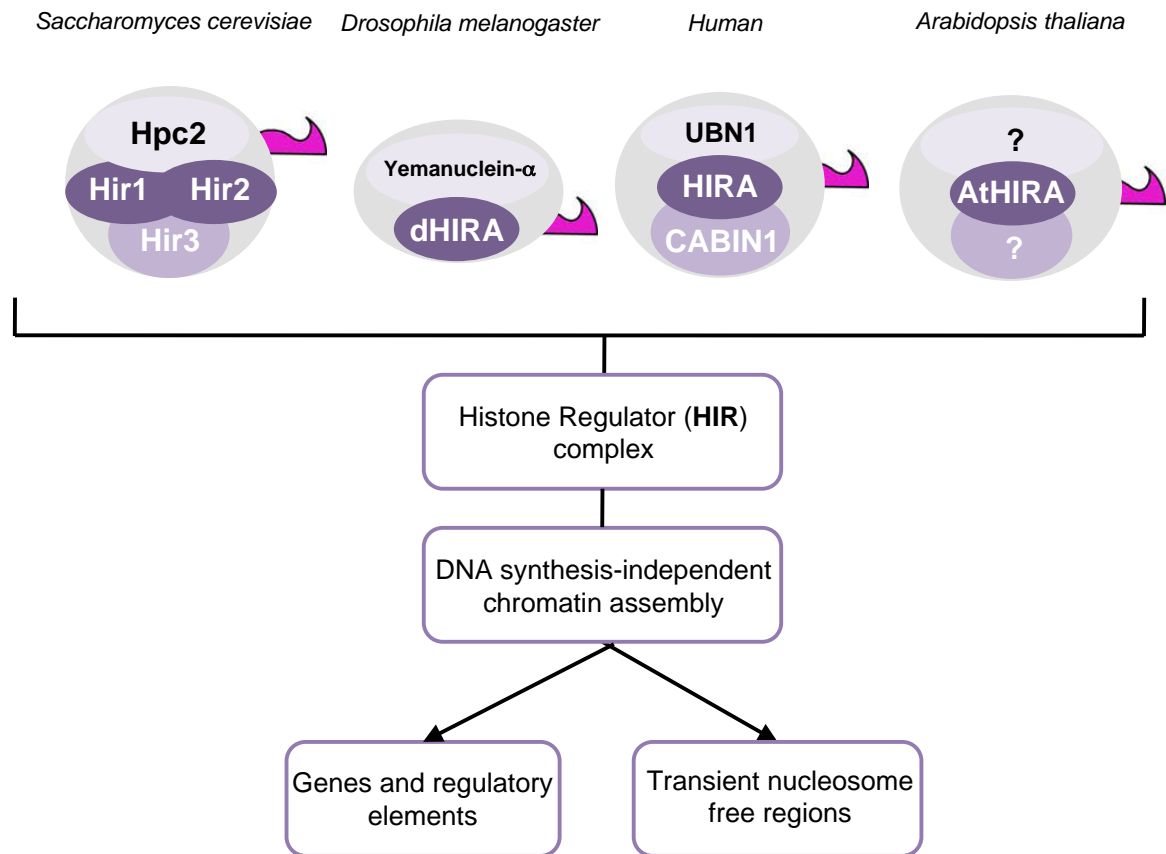 Saccharomyces cerevisiae
Drosophila melanogaster
Human
Arabidopsis thaliana
Hpc2
Hir1
Hir2
Hir3
Yemanuclein-α
dHIRA
UBN1
HIRA
CABIN1
?
AtHIRA
?
Histone Regulator (HIR)
complex
DNA synthesis-independent
chromatin assembly
Genes and regulatory
elements
Transient nucleosome
free regions